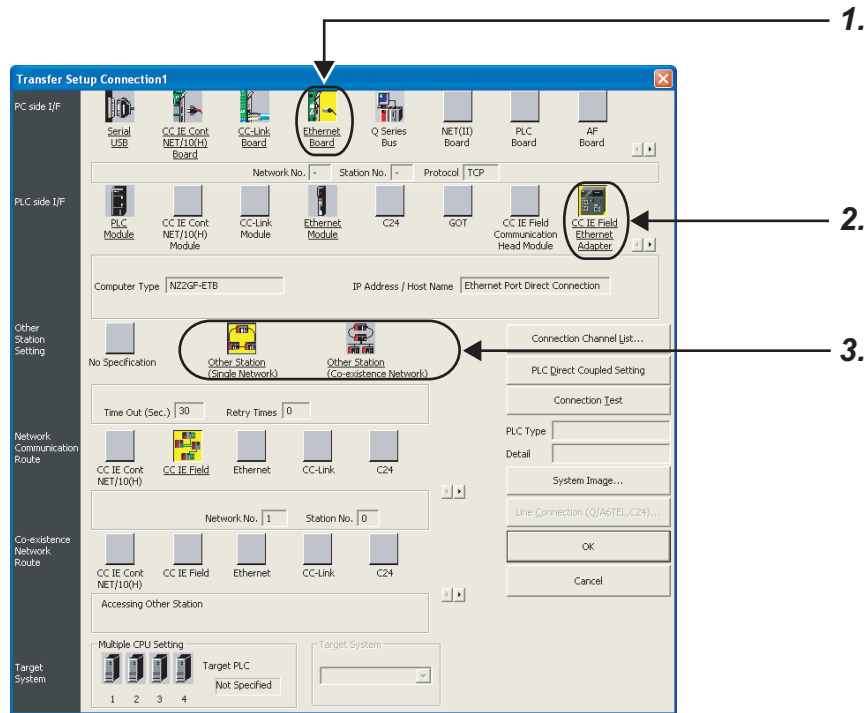 1.
Transfer Setup Connection1
PC side I/F
Serial
USB
CC IE Cont
NET/10(H)
Board
CC-Link
Board
Ethernet
Board
Q Series
Bus
NET(II)
Board
PLC
Board
AF
Board
Network No. - Station No. - Protocol TCP
PLC side I/F
PLC
Module
CC IE Cont
NET/10(H)
Module
CC-Link
Module
Ethernet
Module
C24
GOT
CC IE Field
Communication
Head Module
CC IE Field
Ethernet
Adapter
2.
Computer Type NZ2GF-ETB IP Address / Host Name Ethernet Port Direct Connection
Other
Station
Setting
No Specification
Other Station
(Single Network)
Other Station
(Co-existence Network)
3.
Connection Channel List...
PLC Direct Coupled Setting
Connection Test
Time Out (Sec.) 30 Retry Times 0
PLC Type
Detail
System Image...
Line Connection (Q/A6TEL,C24)...
OK
Cancel
Network
Communication
Route
CC IE Cont
NET/10(H)
CC IE Field
Ethernet
CC-Link
C24
Network No. 1 Station No. 0
Co-existence
Network
Route
CC IE Cont
NET/10(H)
CC IE Field
Ethernet
CC-Link
C24
Accessing Other Station
Target
System
Multiple CPU Setting
1 2 3 4
Target PLC
Not Specified
Target System